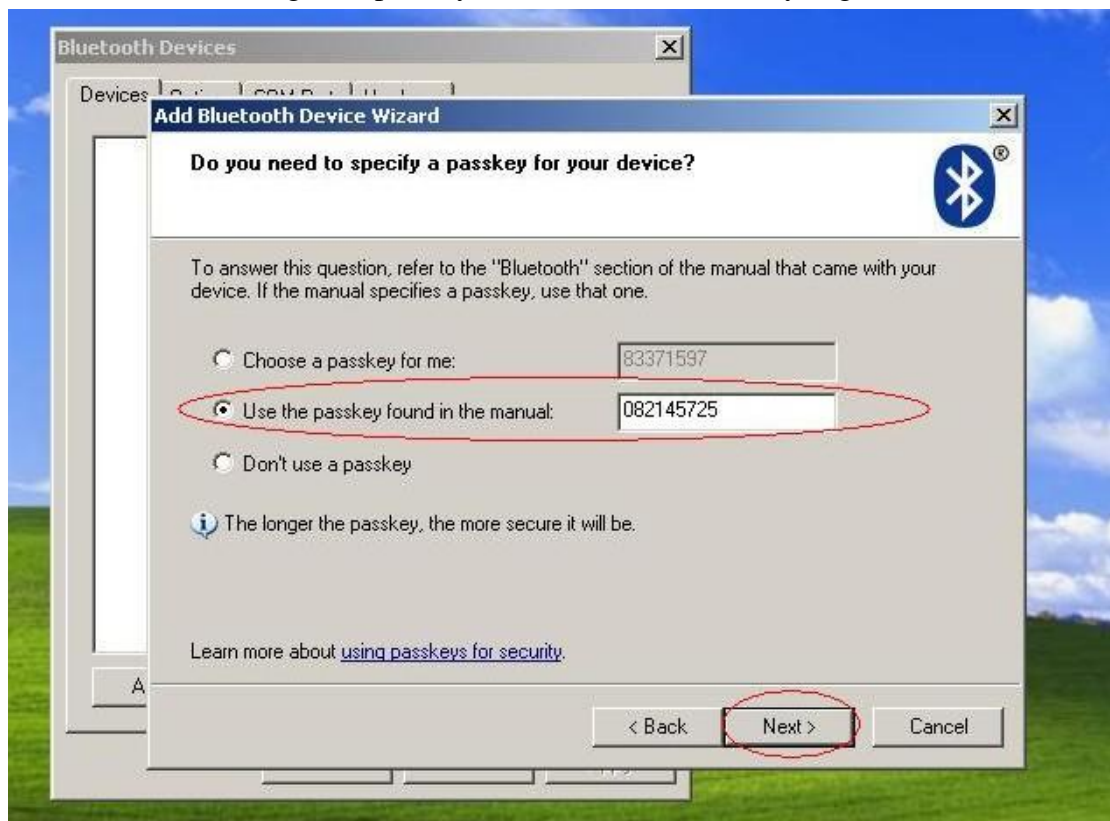 Bluetooth Devices
Devices
Add Bluetooth Device Wizard
Do you need to specify a passkey for your device?
®
To answer this question, refer to the "Bluetooth" section of the manual that came with your
device. If the manual specifies a passkey, use that one.
Choose a passkey for me: 83371597
Use the passkey found in the manual: 082145725
Don't use a passkey
The longer the passkey, the more secure it will be.
Learn more about using passkeys for security.
A
< Back Next > Cancel